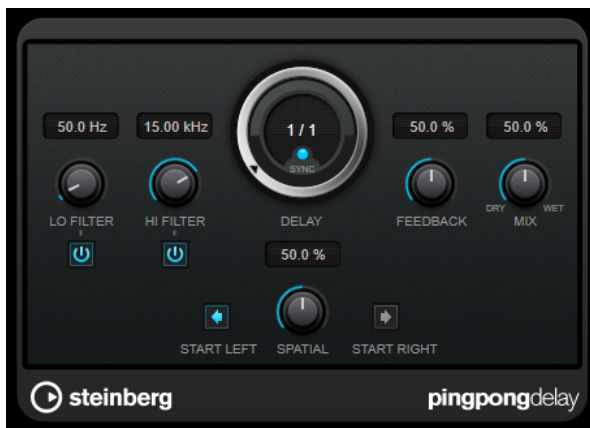 50.0 Hz
15.00 kHz
1 / 1
SYNC
50.0 %
50.0 %
LO FILTER
HI FILTER
DELAY
FEEDBACK
DRY
WET
MIX
50.0 %
START LEFT
SPATIAL
START RIGHT
steinberg
pingpongdelay